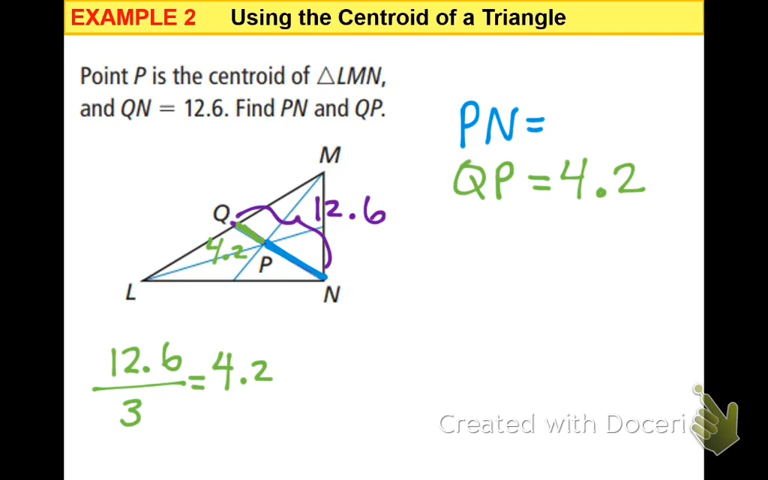 EXAMPLE 2 Using the Centroid of a Triangle
Point P is the centroid of △LMN,
and QN = 12.6. Find PN and QP.
PN =
QP = 4.2
M
Q
12.6
4.2
P
L
N
12.6
3
= 4.2
Created with Doceri